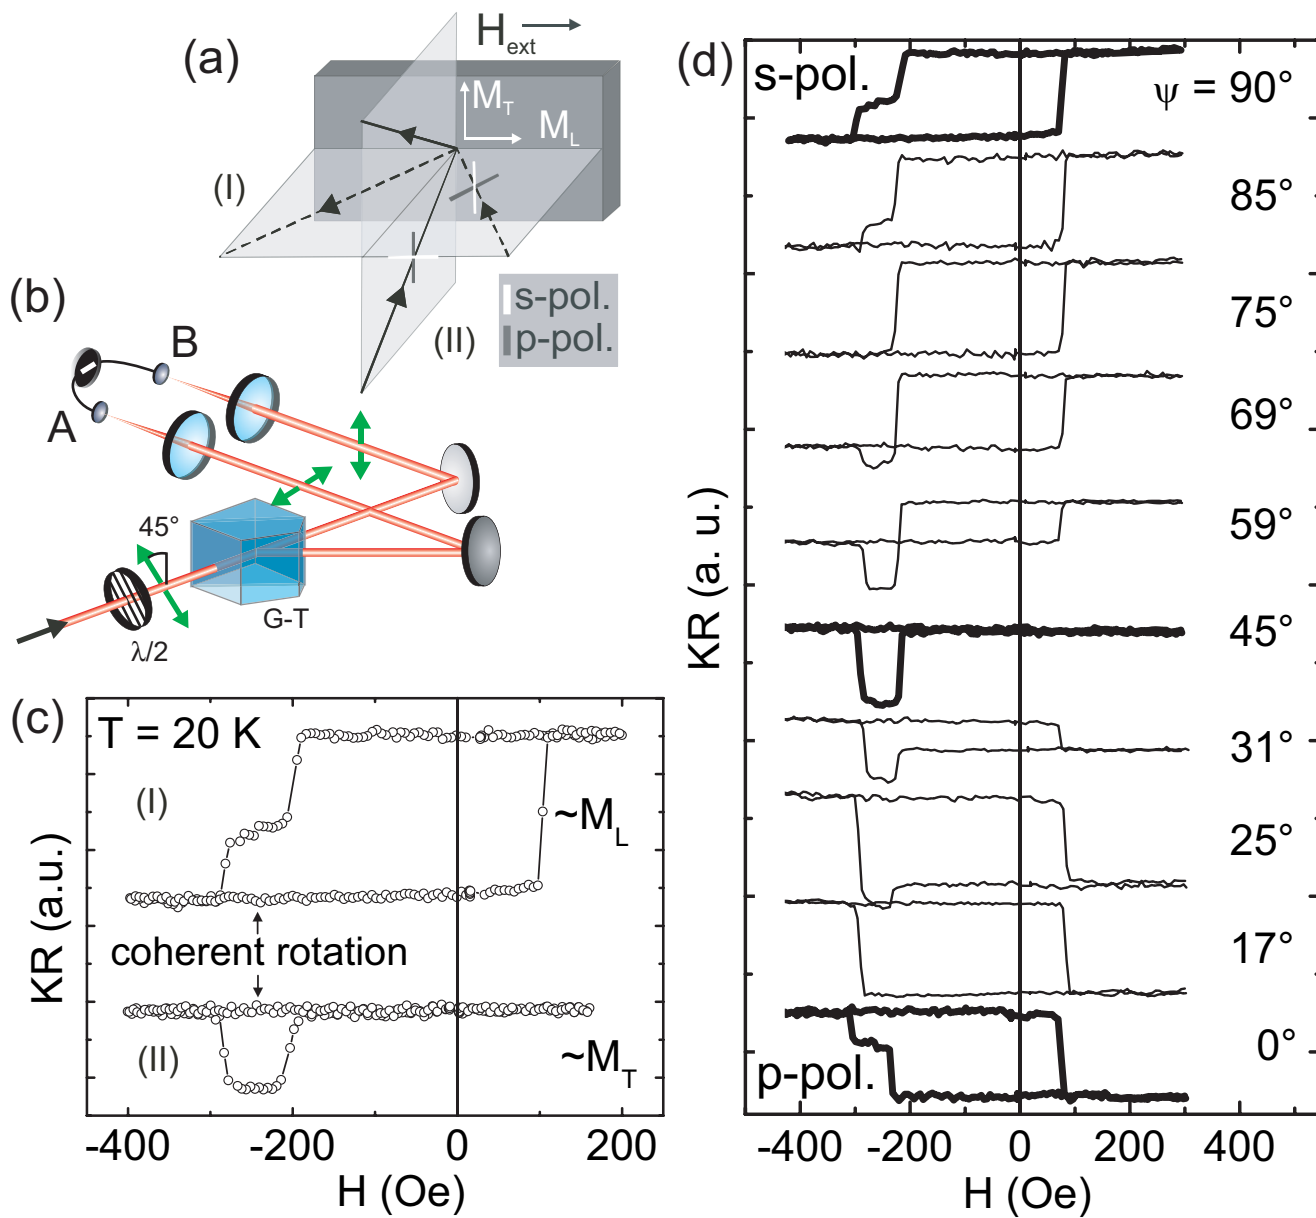 (a)
H_ext
M_T
M_L
(I)
(II)
s-pol.
p-pol.
(b)
B
A
45°
G-T
λ/2
(c)
T = 20 K
(I)
~M_L
coherent rotation
(II)
~M_T
KR (a.u.)
-400 -200 0 200
H (Oe)
(d)
s-pol.
ψ = 90°
85°
75°
69°
59°
45°
31°
25°
17°
0°
p-pol.
KR (a. u.)
-400 -200 0 200 400
H (Oe)